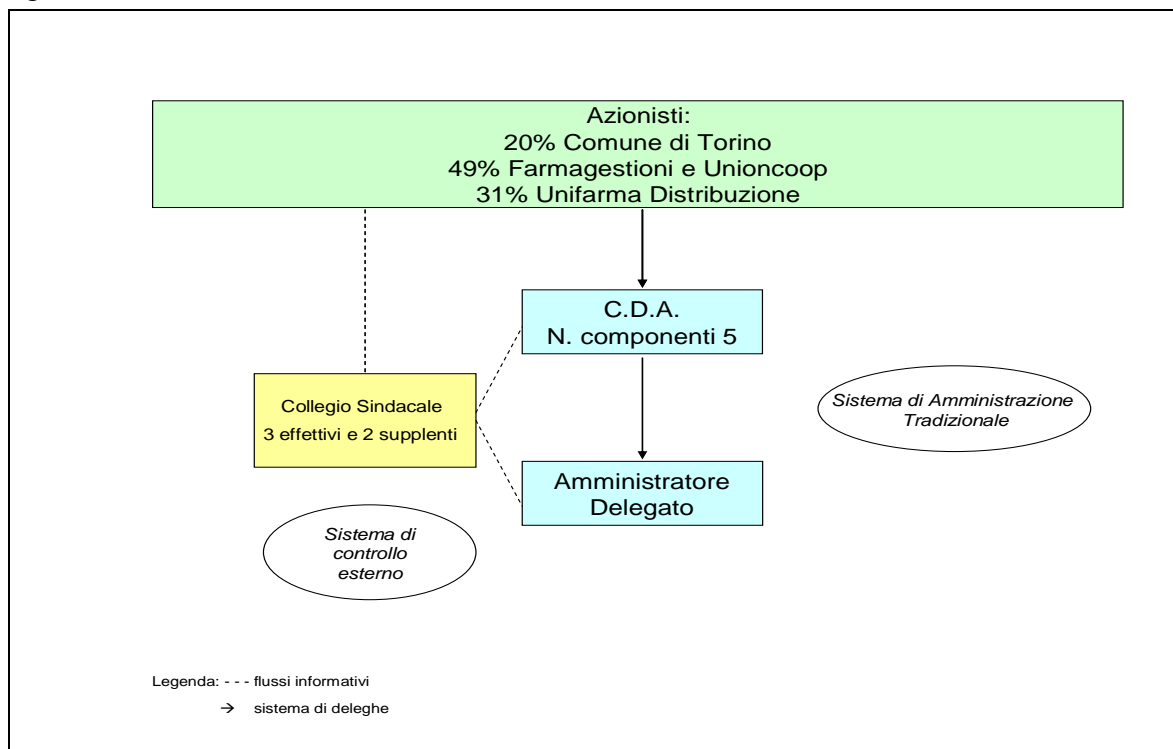 Azionisti:
20% Comune di Torino
49% Farmagestioni e Unioncoop
31% Unifarma Distribuzione
C.D.A.
N. componenti 5
Collegio Sindacale
3 effettivi e 2 supplenti
Sistema di Amministrazione
Tradizionale
Amministratore
Delegato
Sistema di
controllo
esterno
Legenda: - - - flussi informativi
→ sistema di deleghe